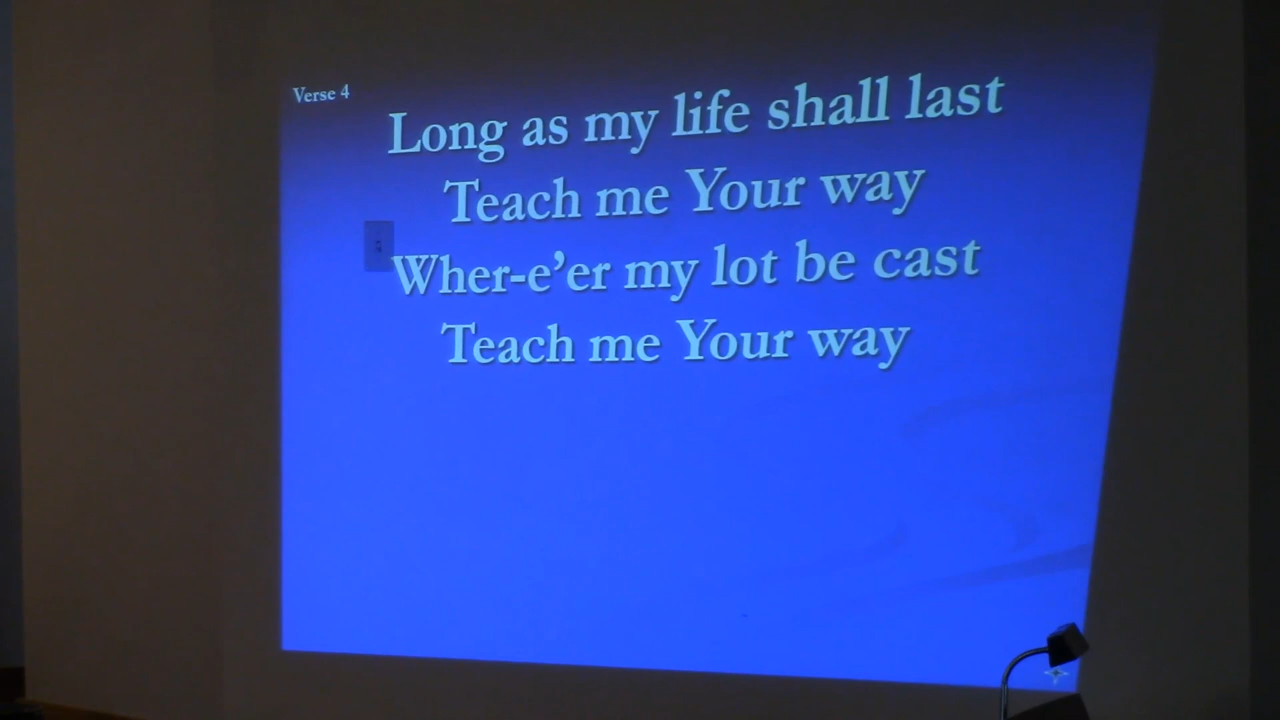 Verse 4
Long as my life shall last
Teach me Your way
Wher-e’er my lot be cast
Teach me Your way